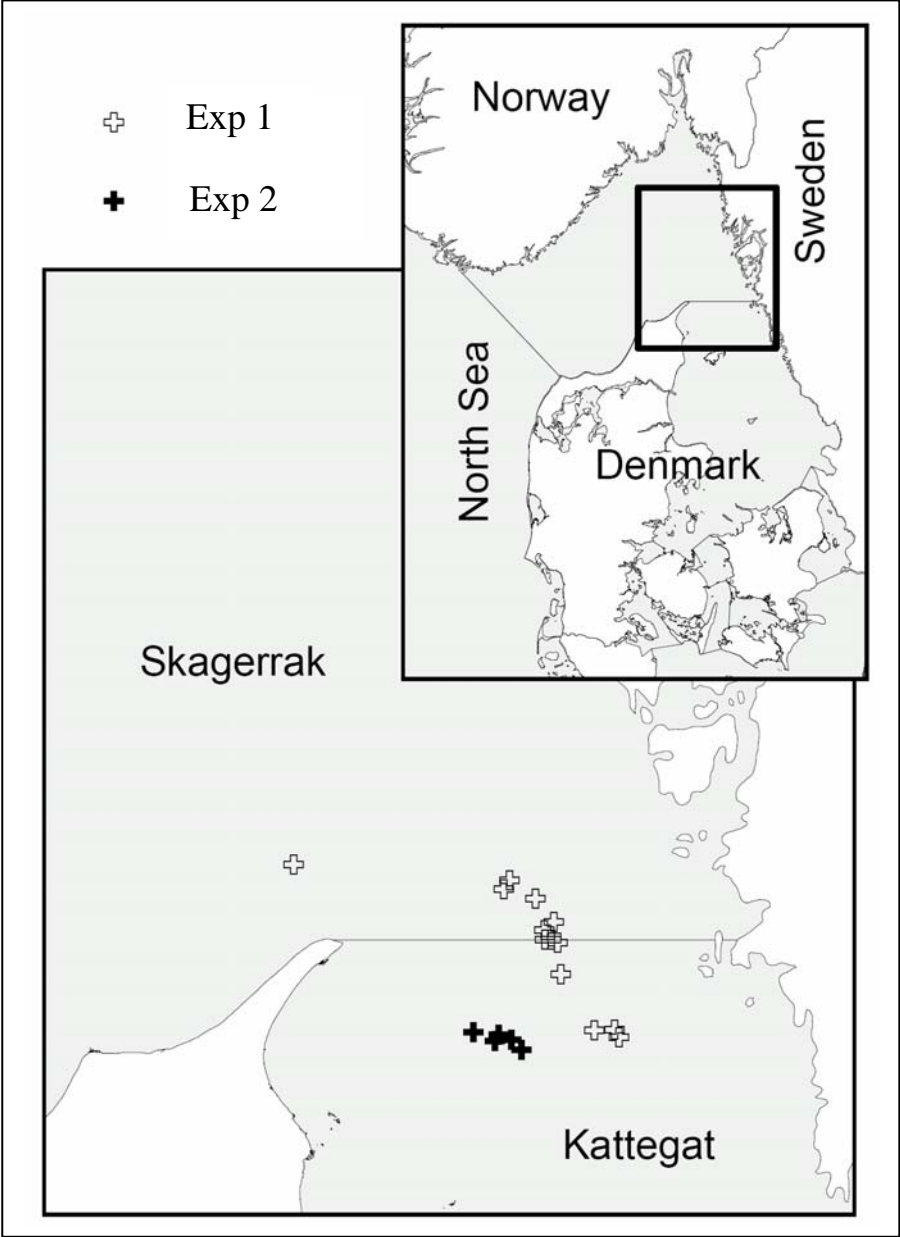 Exp 1
Exp 2
Norway
Sweden
North Sea
Denmark
Skagerrak
Kattegat